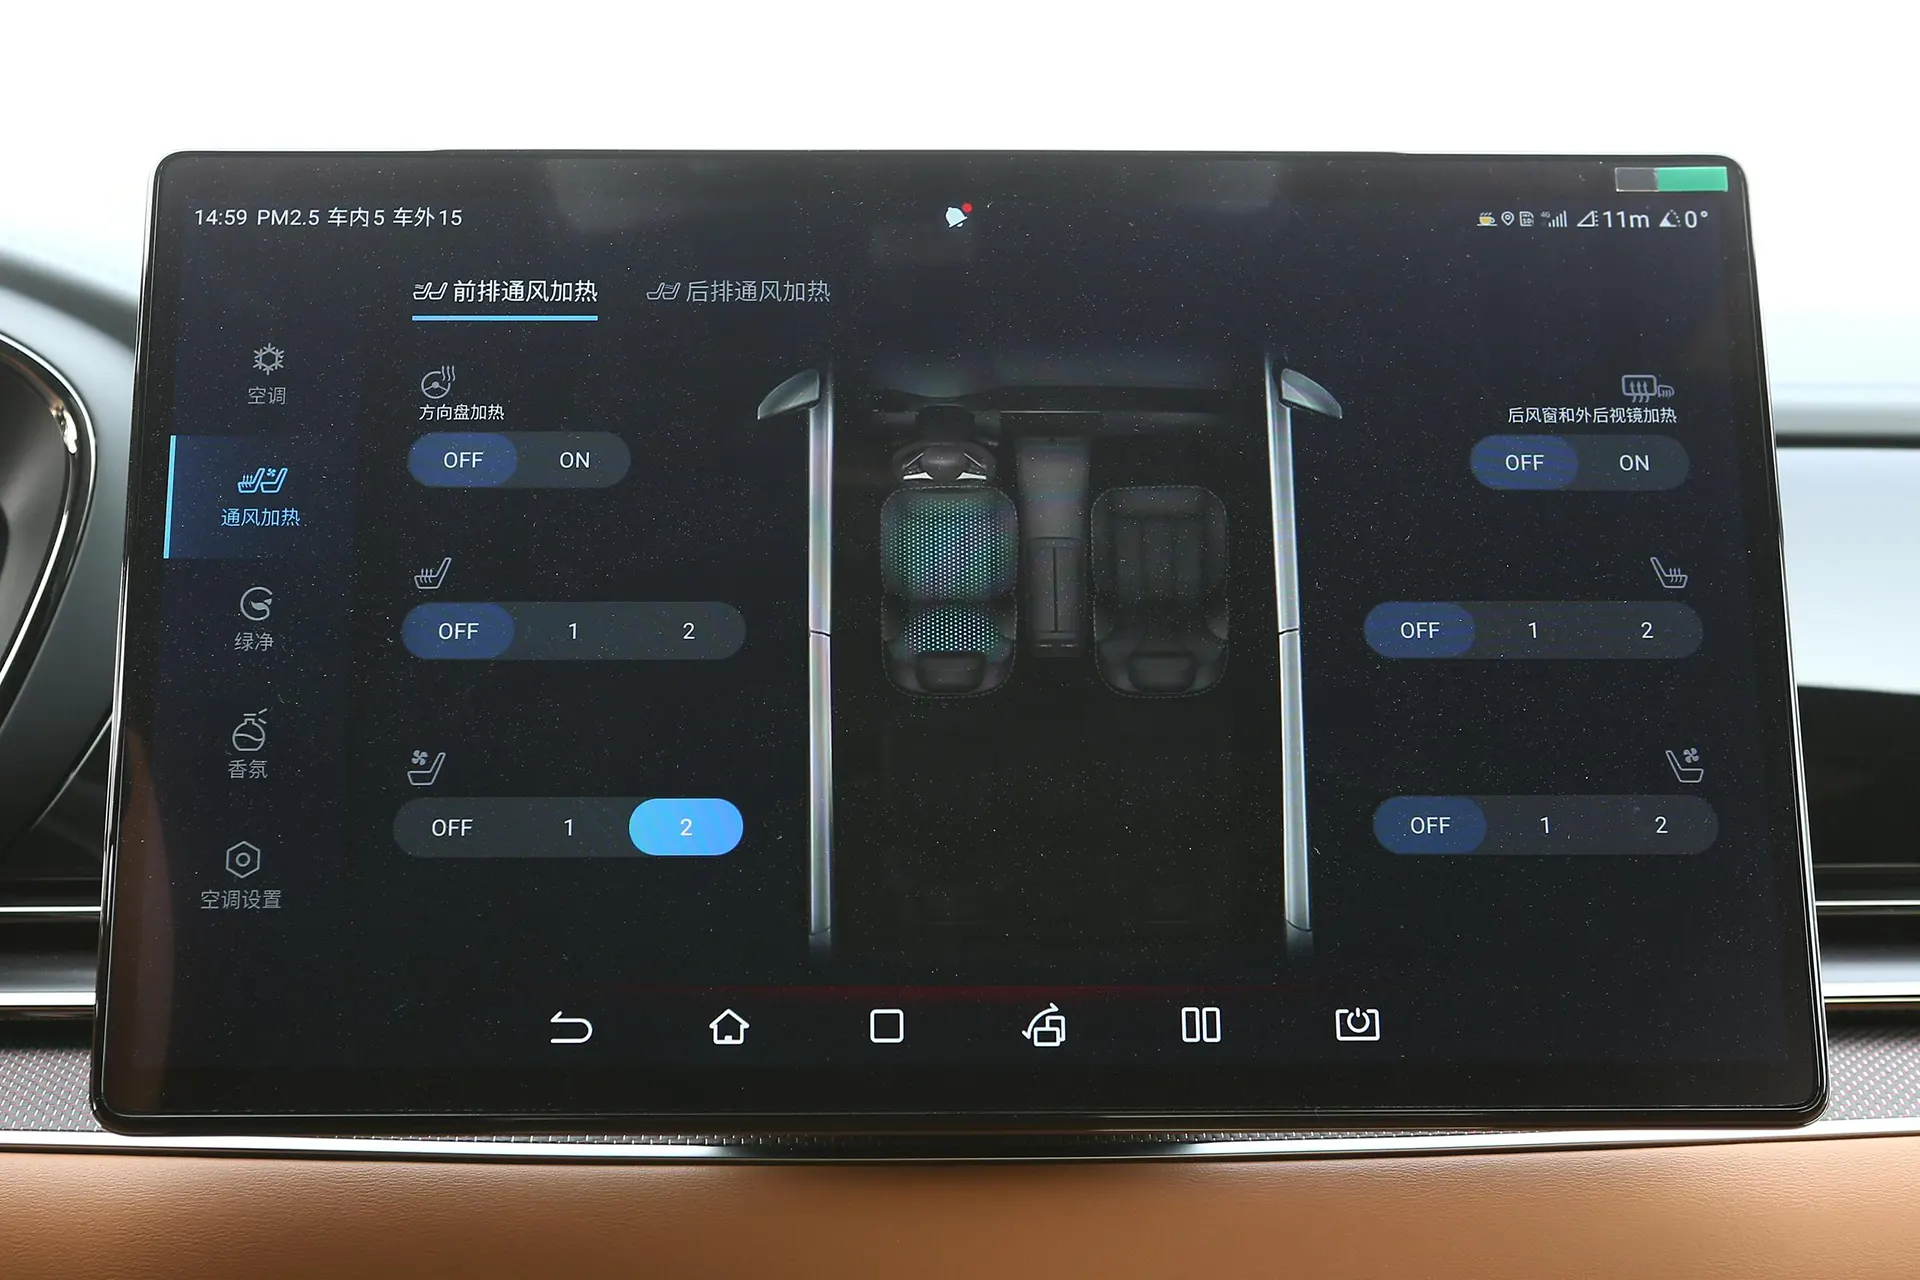 14:59 PM2.5 车内5 车外15
4G 11m 0°
前排通风加热 后排通风加热
空调
通风加热
绿净
香氛
空调设置
方向盘加热
OFF ON
后风窗和外后视镜加热
OFF ON
OFF 1 2
OFF 1 2
OFF 1 2
OFF 1 2